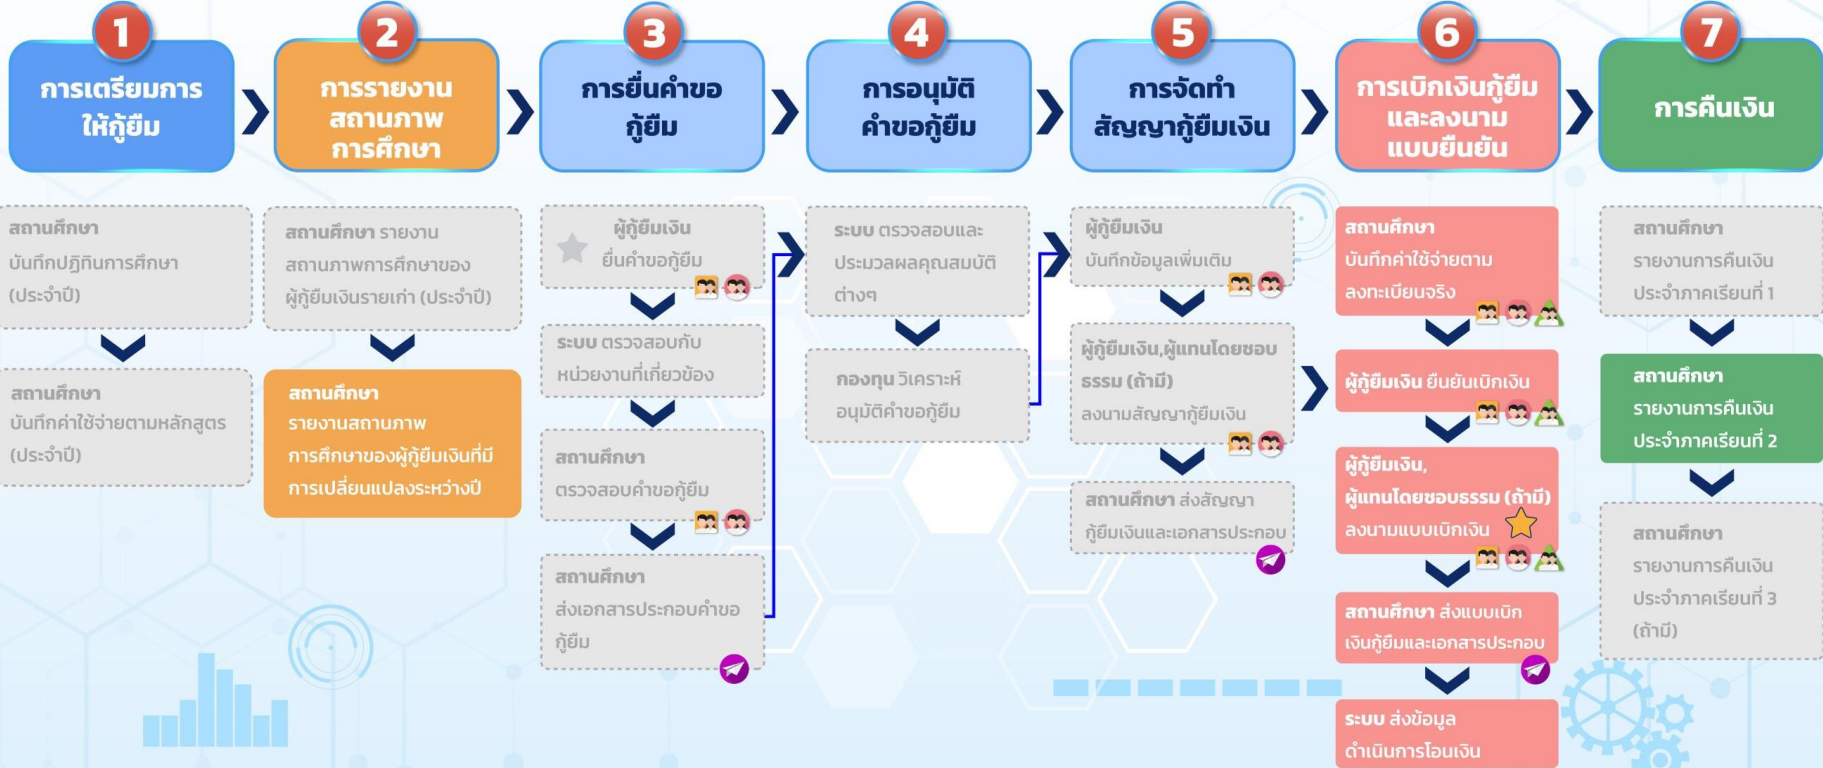 1
การเตรียมการ
ให้กู้ยืม
2
การรายงาน
สถานภาพ
การศึกษา
3
การยื่นคำขอ
กู้ยืม
4
การอนุมัติ
คำขอกู้ยืม
5
การจัดทำ
สัญญากู้ยืมเงิน
6
การเบิกเงินกู้ยืม
และลงนาม
แบบยืนยัน
7
การคืนเงิน
สถานศึกษา
บันทึกปฏิทินการศึกษา
(ประจำปี)
สถานศึกษา
บันทึกค่าใช้จ่ายตามหลักสูตร
(ประจำปี)
สถานศึกษา รายงาน
สถานภาพการศึกษาของ
ผู้กู้ยืมเงินรายเก่า (ประจำปี)
สถานศึกษา
รายงานสถานภาพ
การศึกษาของผู้กู้ยืมเงินที่มี
การเปลี่ยนแปลงระหว่างปี
ผู้กู้ยืมเงิน
ยื่นคำขอกู้ยืม
ระบบ ตรวจสอบกับ
หน่วยงานที่เกี่ยวข้อง
สถานศึกษา
ตรวจสอบคำขอกู้ยืม
สถานศึกษา
ส่งเอกสารประกอบคำขอ
กู้ยืม
ระบบ ตรวจสอบและ
ประมวลผลคุณสมบัติ
ต่างๆ
กองทุน วิเคราะห์
อนุมัติคำขอกู้ยืม
ผู้กู้ยืมเงิน
บันทึกข้อมูลเพิ่มเติม
ผู้กู้ยืมเงิน,ผู้แทนโดยชอบ
ธรรม (ถ้ามี)
ลงนามสัญญากู้ยืมเงิน
สถานศึกษา ส่งสัญญา
กู้ยืมเงินและเอกสารประกอบ
สถานศึกษา
บันทึกค่าใช้จ่ายตาม
ลงทะเบียนจริง
ผู้กู้ยืมเงิน ยืนยันเบิกเงิน
ผู้กู้ยืมเงิน,
ผู้แทนโดยชอบธรรม (ถ้ามี)
ลงนามแบบเบิกเงิน
สถานศึกษา ส่งแบบเบิก
เงินกู้ยืมและเอกสารประกอบ
ระบบ ส่งข้อมูล
ดำเนินการโอนเงิน
สถานศึกษา
รายงานการคืนเงิน
ประจำภาคเรียนที่ 1
สถานศึกษา
รายงานการคืนเงิน
ประจำภาคเรียนที่ 2
สถานศึกษา
รายงานการคืนเงิน
ประจำภาคเรียนที่ 3
(ถ้ามี)